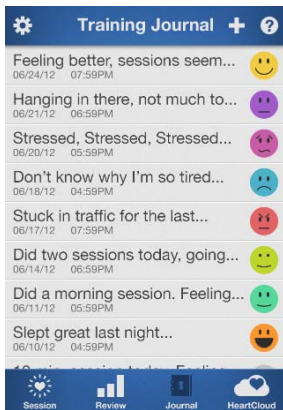 Training Journal + ?
Feeling better, sessions seem...
06/24/12 07:59PM
Hanging in there, not much to...
06/21/12 06:59PM
Stressed, Stressed, Stressed...
06/20/12 05:59PM
Don't know why I'm so tired...
06/18/12 04:59PM
Stuck in traffic for the last...
06/17/12 07:59PM
Did two sessions today, going...
06/14/12 06:59PM
Did a morning session. Feeling...
06/11/12 05:59PM
Slept great last night...
06/10/12 04:59PM
Session Review Journal HeartCloud